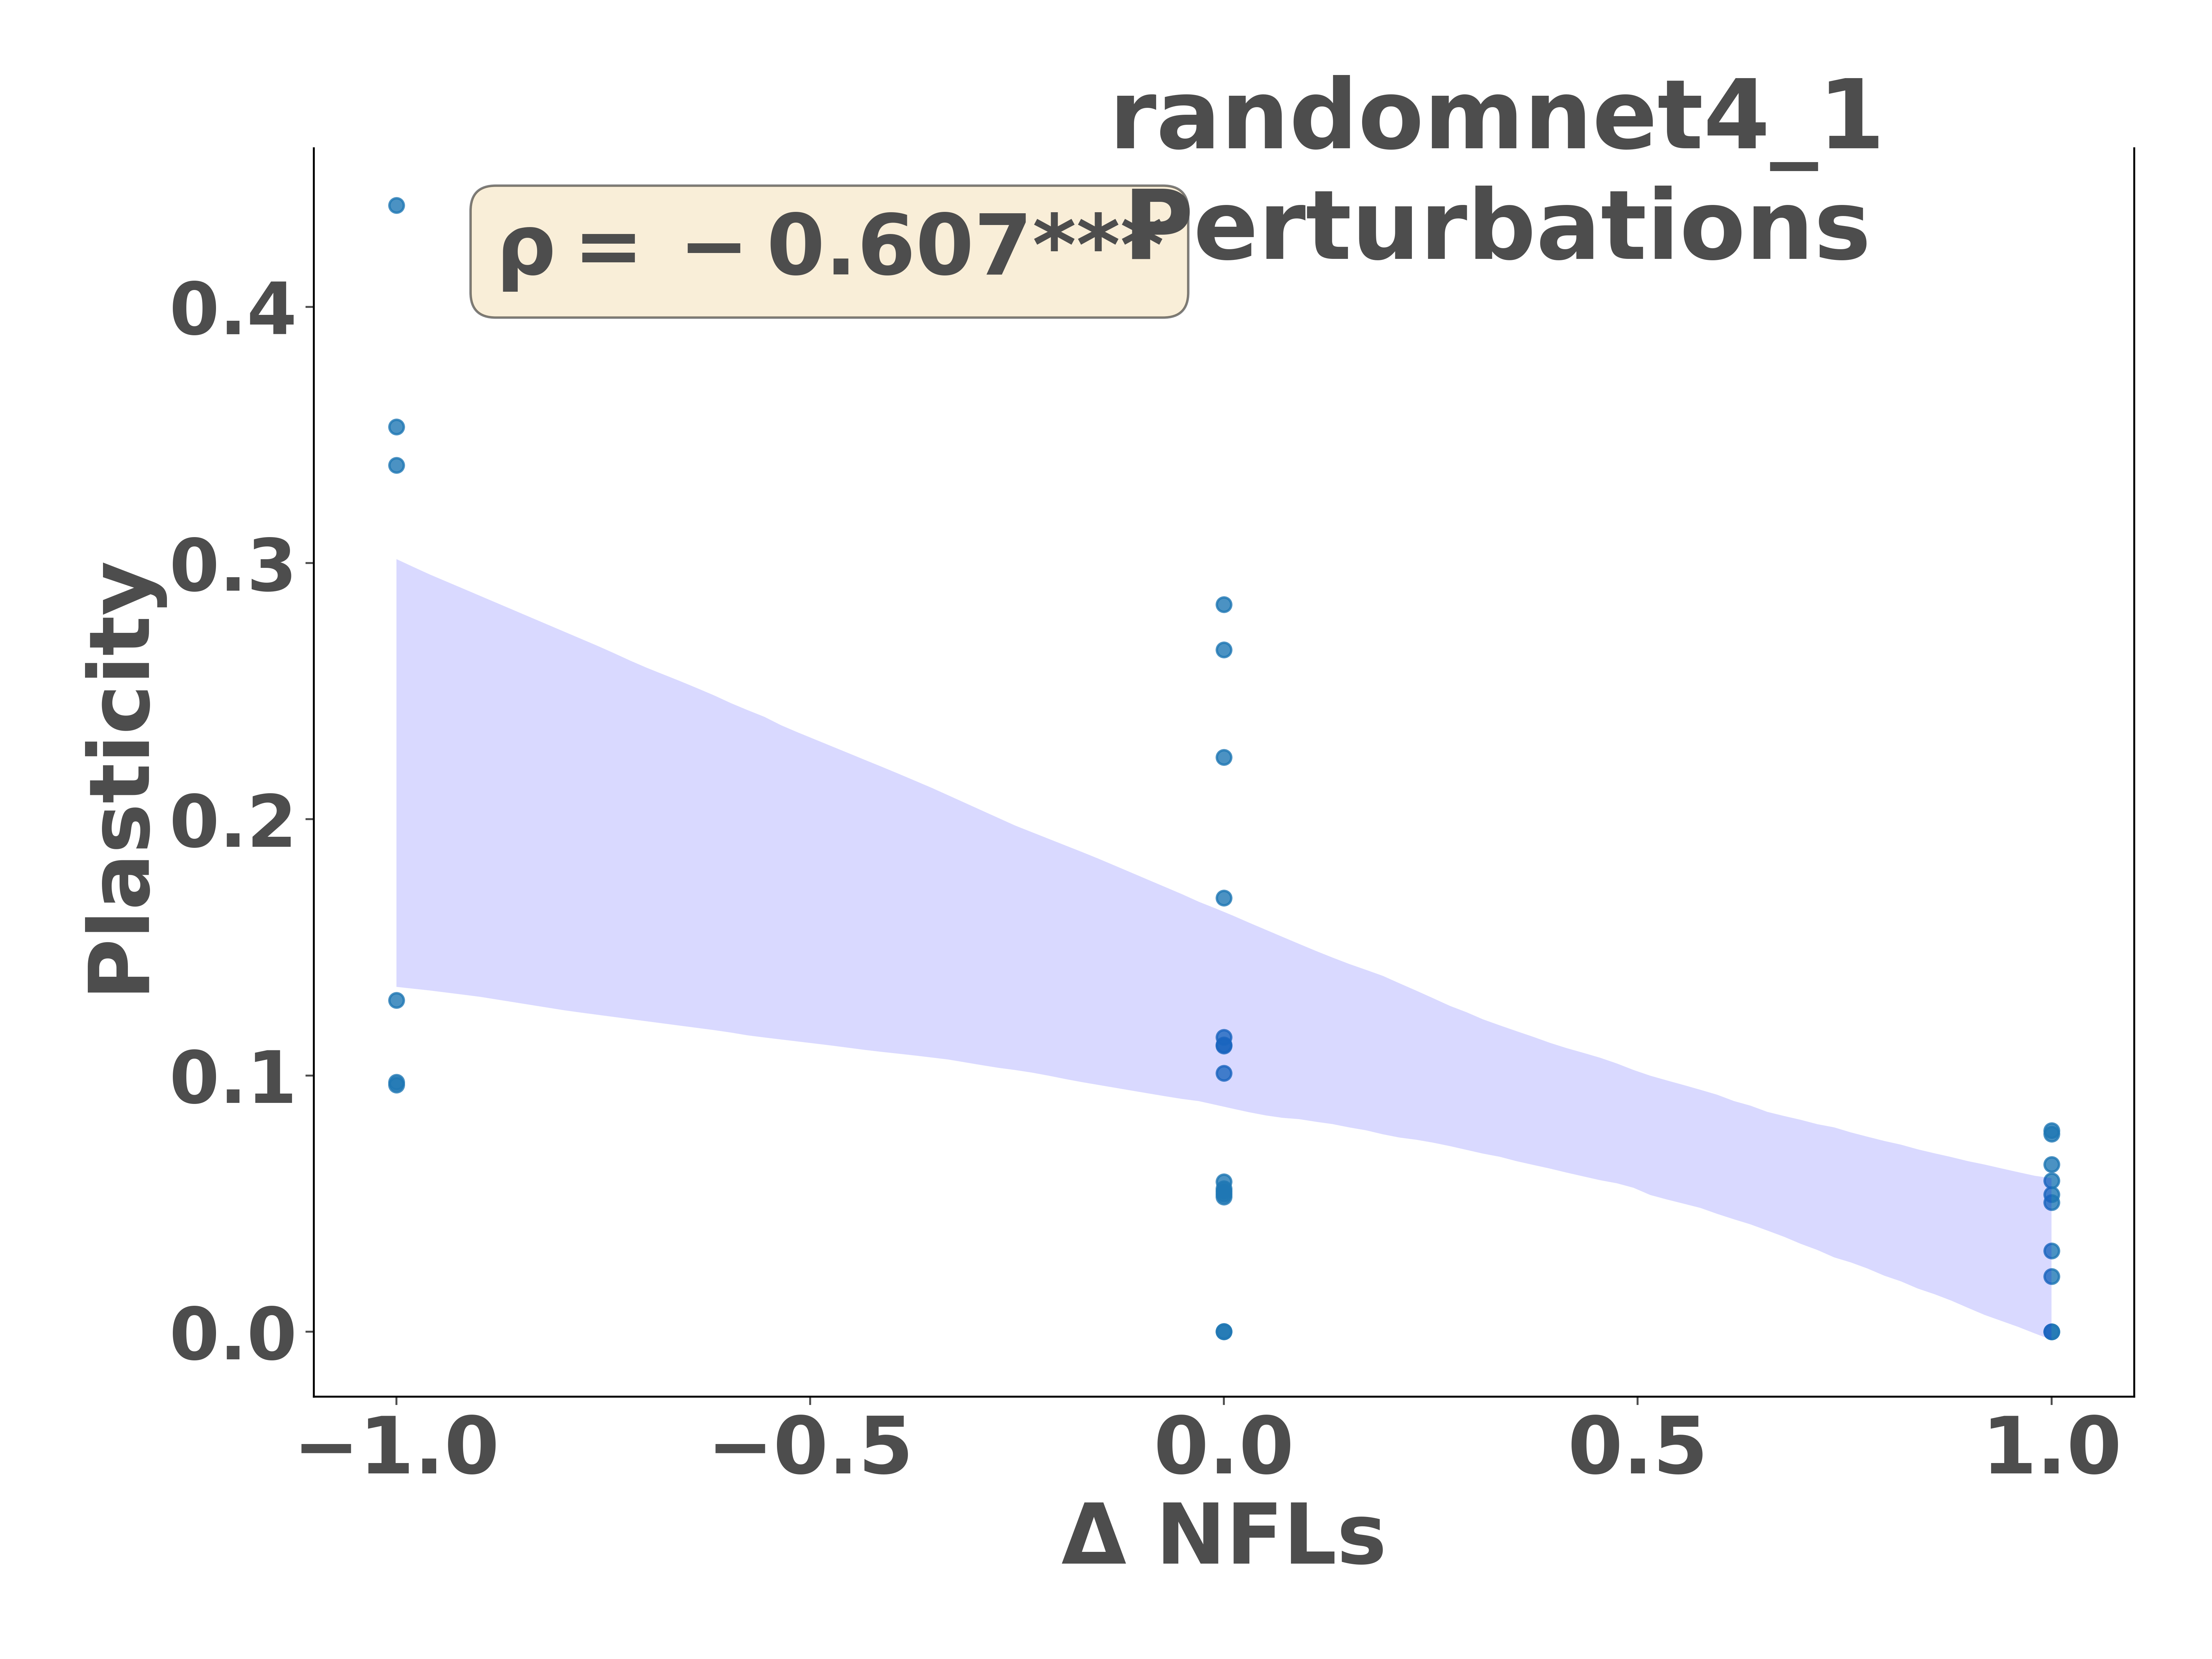 randomnet4_1
Perturbations
ρ = − 0.607***
Plasticity
0.4
0.3
0.2
0.1
0.0
−1.0 −0.5 0.0 0.5 1.0
Δ NFLs